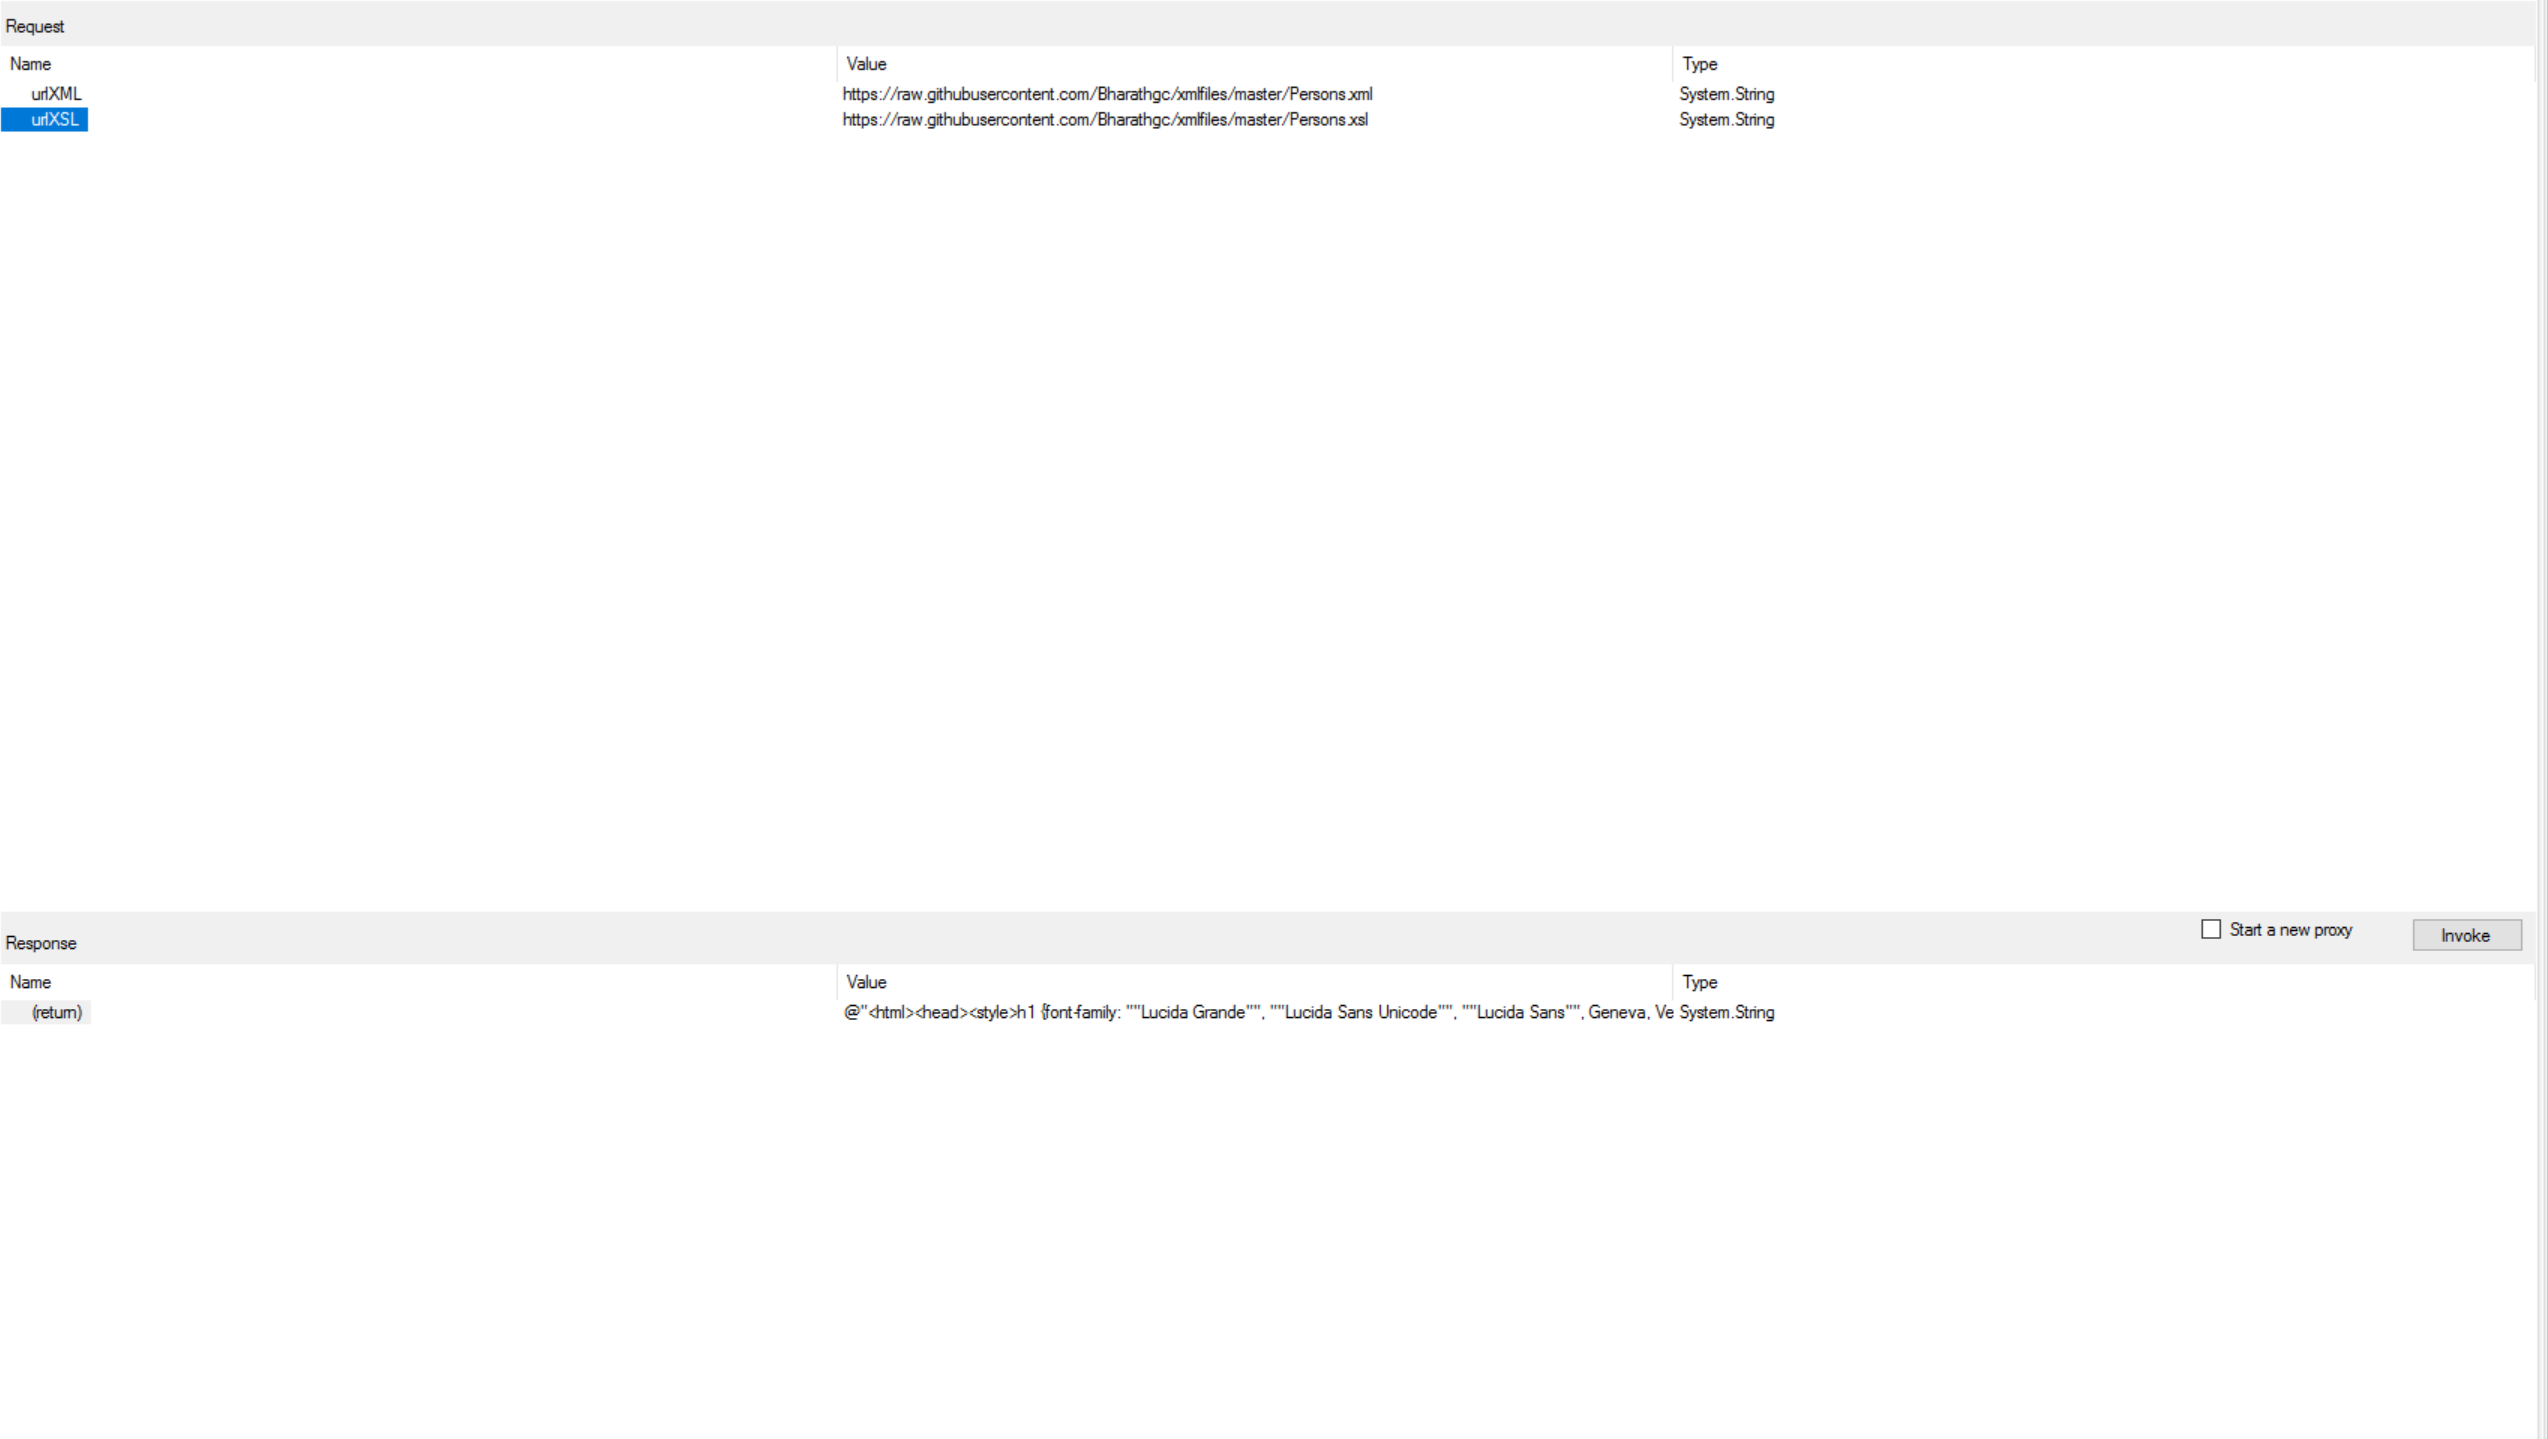 Request
Name Value Type
urlXML https://raw.githubusercontent.com/Bharathgc/xmlfiles/master/Persons.xml System.String
urlXSL https://raw.githubusercontent.com/Bharathgc/xmlfiles/master/Persons.xsl System.String
Response Start a new proxy Invoke
Name Value Type
(return) @"<html><head><style>h1 {font-family: ""Lucida Grande"", ""Lucida Sans Unicode"", ""Lucida Sans"", Geneva, Ve System.String